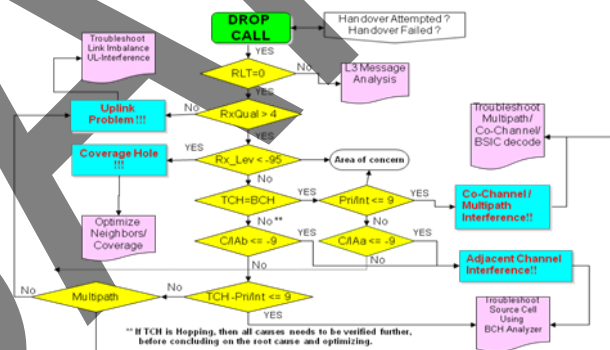 DROP
CALL
Handover Attempted ?
Handover Failed ?
YES
Troubleshoot
Link Imbalance
UL-Interference
RLT=0
No
L3 Message
Analysis
YES
Uplink
Problem !!!
No
RxQual > 4
Troubleshoot
Multipath/
Co-Channel/
BSIC decode
YES
Coverage Hole
!!!
YES
Rx_Lev < -95
Area of concern
No
YES
TCH=BCH
YES
Pri/Int <= 9
YES
Co-Channel /
Multipath
Interference!!
Optimize
Neighbors/
Coverage
No**
No
C/IAb <= -9
YES
C/IAa <= -9
YES
Adjacent Channel
Interference!!
No
No
No
Multipath
No
TCH -Pri/Int <= 9
YES
Troubleshoot
Source Cell
Using
BCH Analyzer
** If TCH is Hopping, then all causes needs to be verified further,
before concluding on the root cause and optimizing.